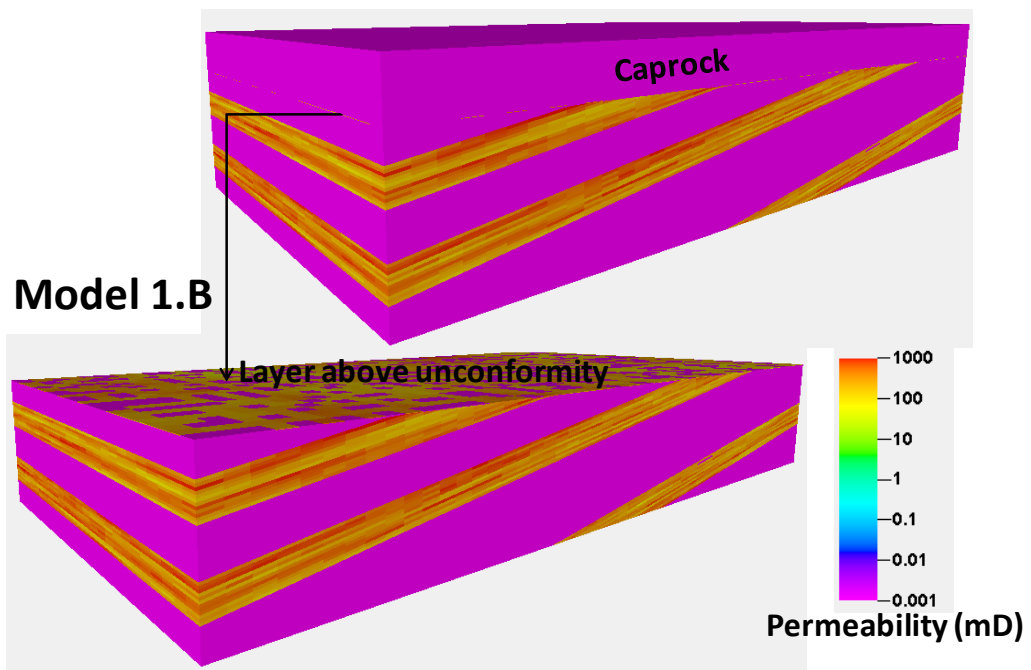 Caprock
Model 1.B
Layer above unconformity
1000
100
10
1
0.1
0.01
0.001
Permeability (mD)